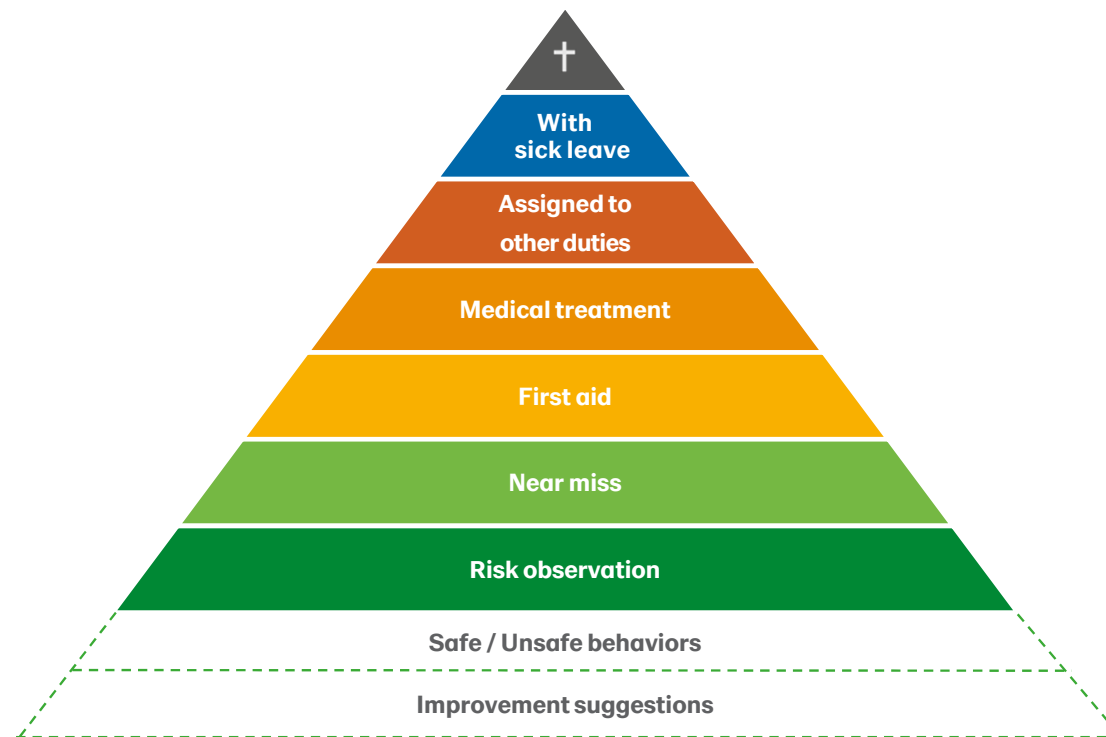 With
sick leave
Assigned to
other duties
Medical treatment
First aid
Near miss
Risk observation
Safe / Unsafe behaviors
Improvement suggestions